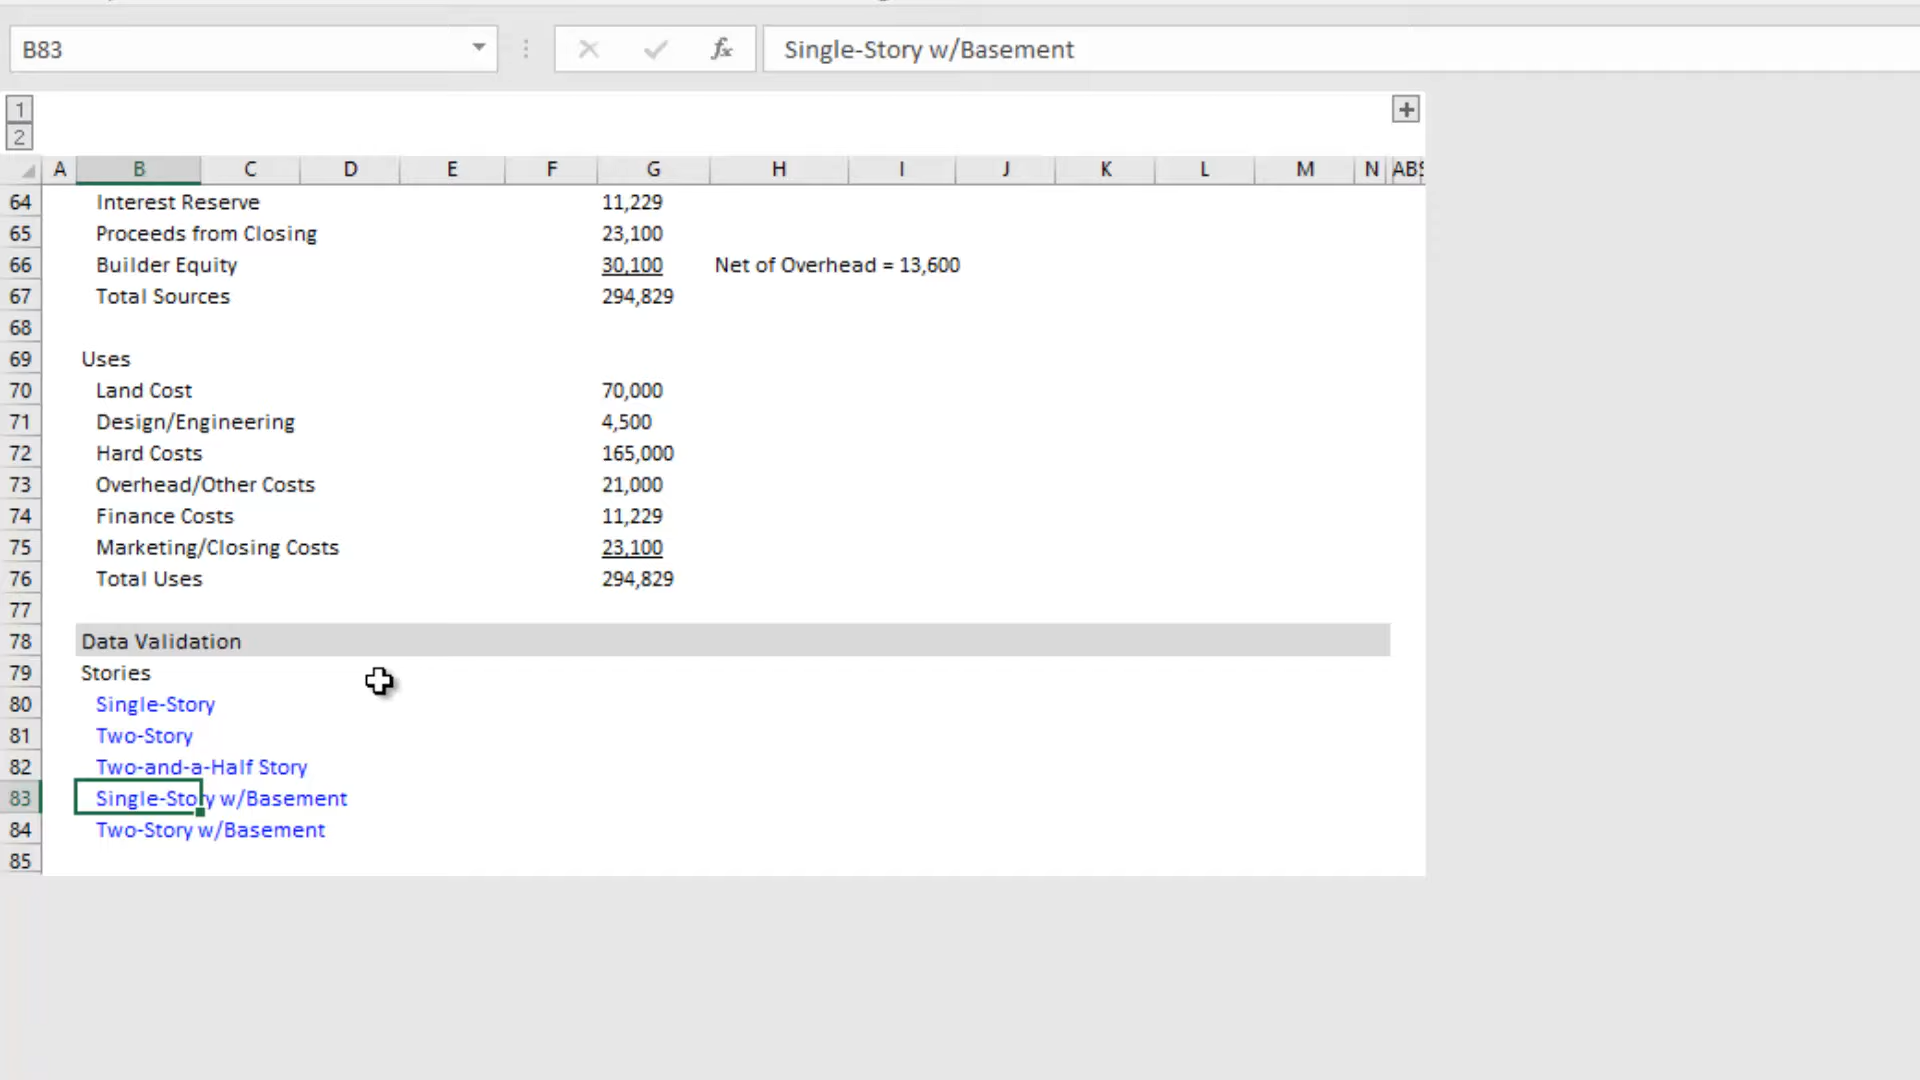 B83 fx Single-Story w/Basement
1
2
A B C D E F G H I J K L M N
64 Interest Reserve 11,229
65 Proceeds from Closing 23,100
66 Builder Equity 30,100 Net of Overhead = 13,600
67 Total Sources 294,829
68
69 Uses
70 Land Cost 70,000
71 Design/Engineering 4,500
72 Hard Costs 165,000
73 Overhead/Other Costs 21,000
74 Finance Costs 11,229
75 Marketing/Closing Costs 23,100
76 Total Uses 294,829
77
78 Data Validation
79 Stories
80 Single-Story
81 Two-Story
82 Two-and-a-Half Story
83 Single-Story w/Basement
84 Two-Story w/Basement
85